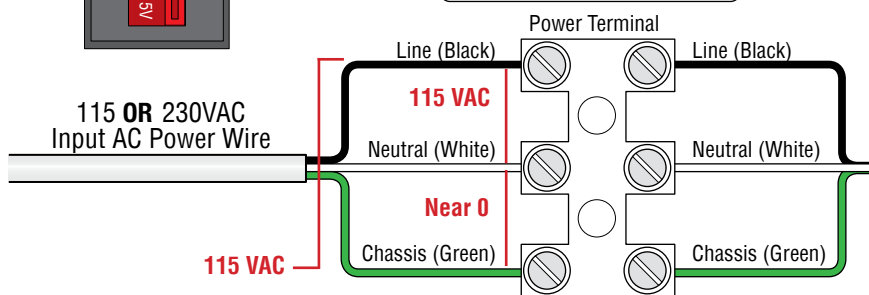 5V
Power Terminal
Line (Black)
Line (Black)
115 VAC
115 OR 230VAC
Input AC Power Wire
Neutral (White)
Neutral (White)
Near 0
Chassis (Green)
Chassis (Green)
115 VAC